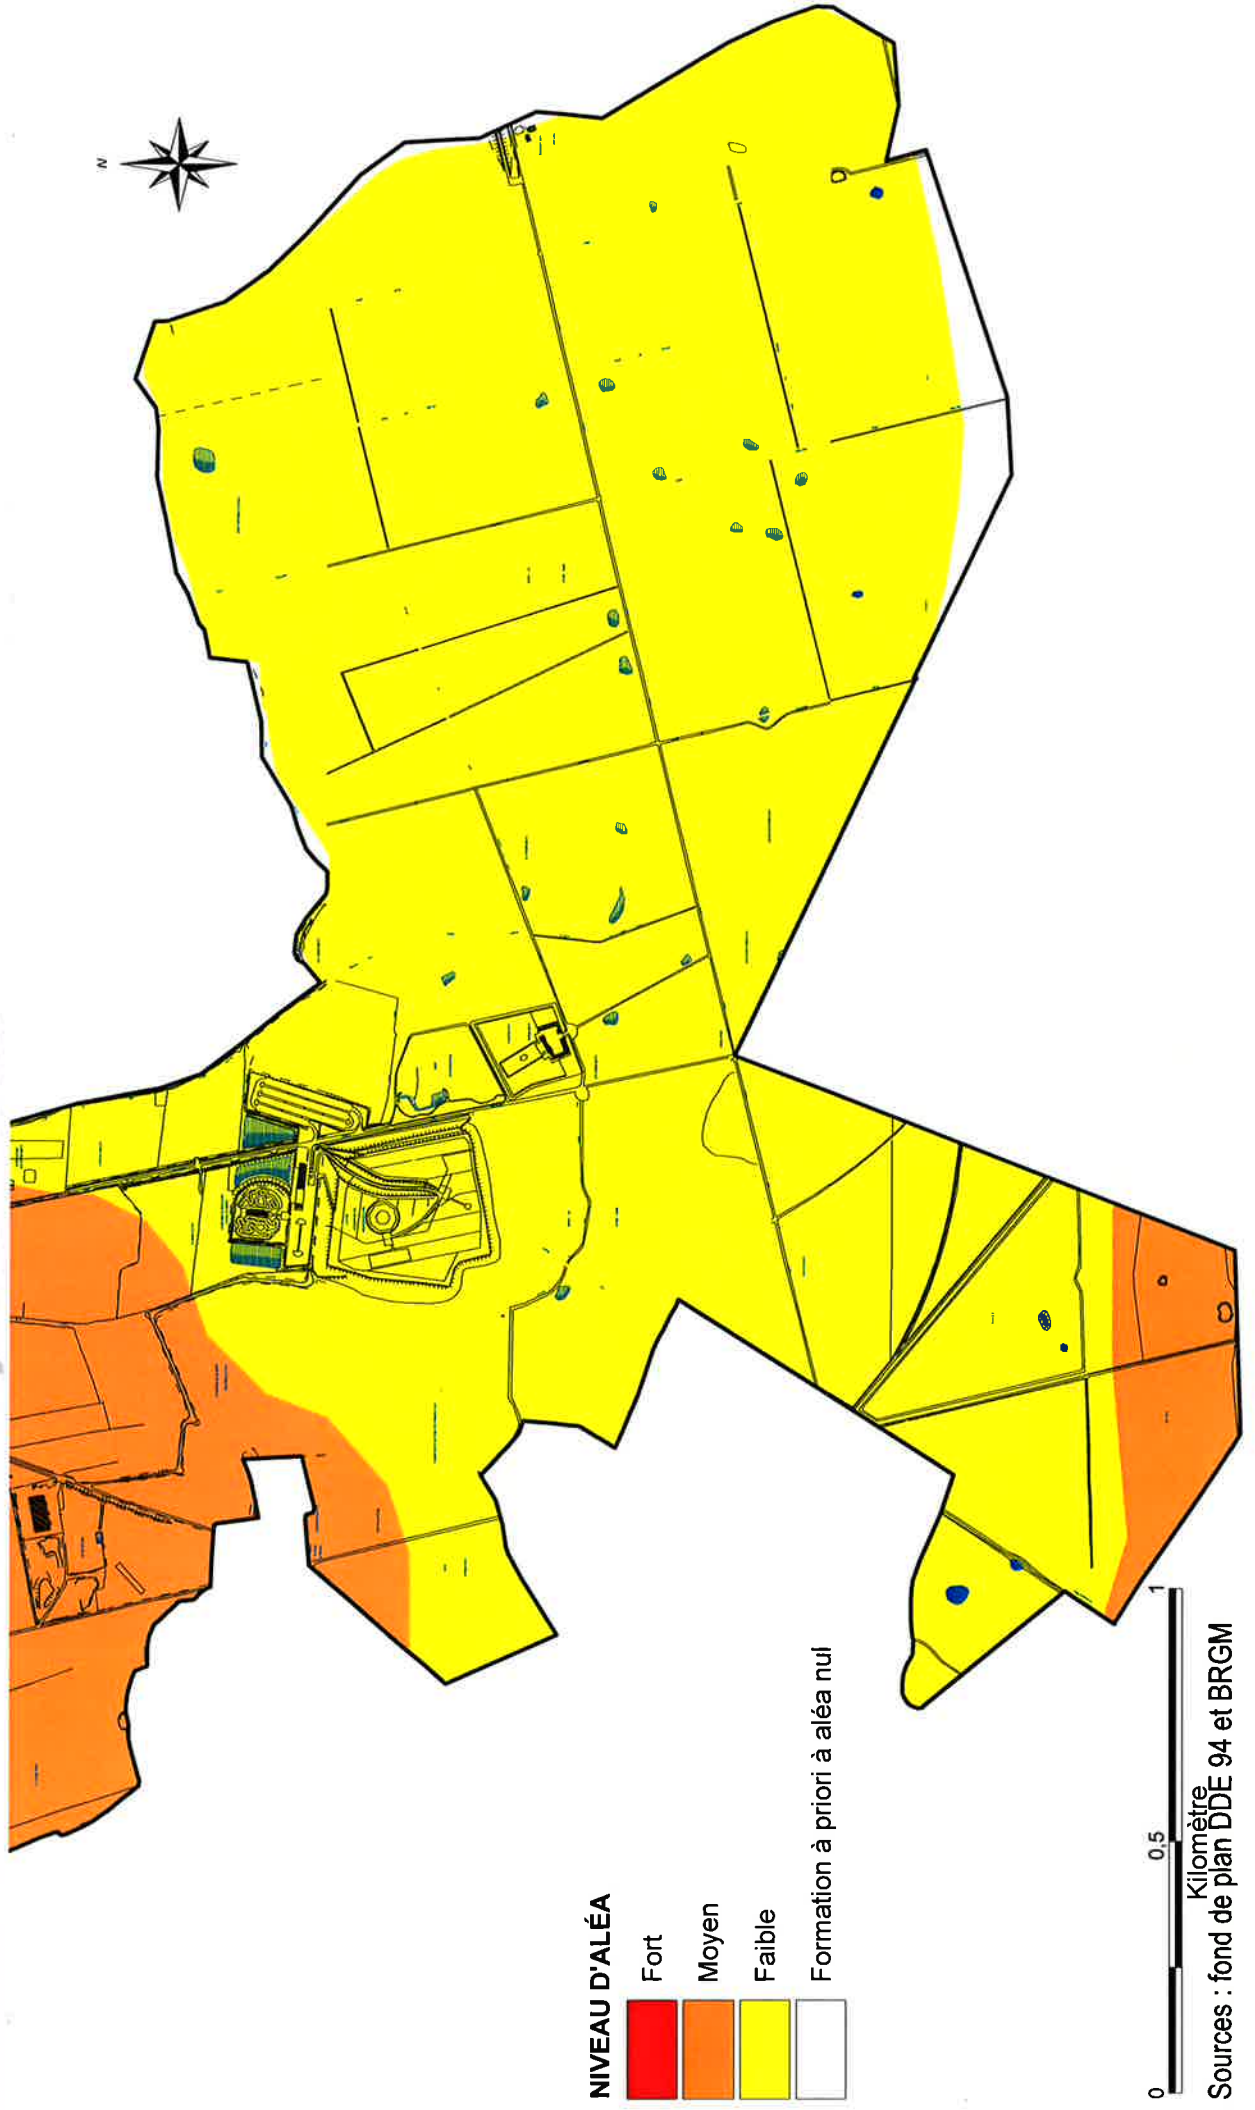 N
NIVEAU D'ALÉA
Fort
Moyen
Faible
Formation à priori à aléa nul
0
0,5
1
Kilomètre
Sources : fond de plan DDE 94 et BRGM